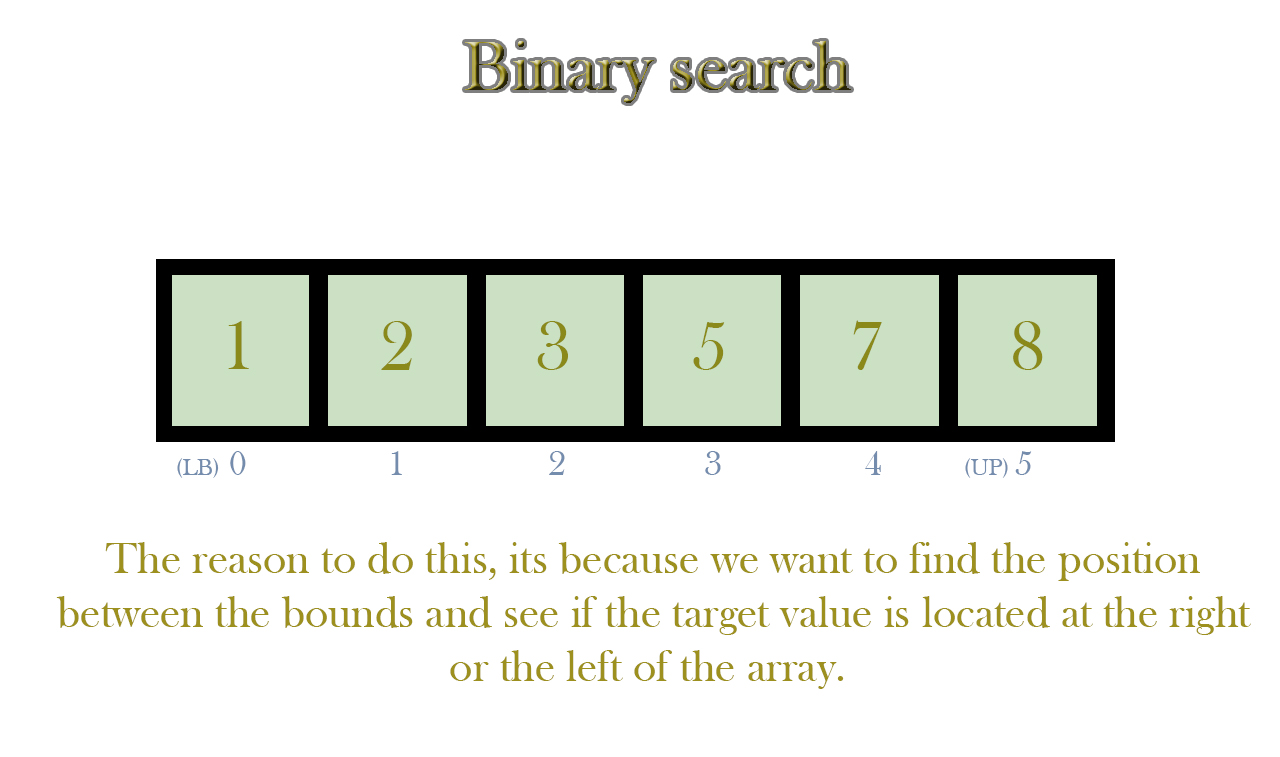 Binary search
1 2 3 5 7 8
(LB) 0 1 2 3 4 (UP) 5
The reason to do this, its because we want to find the position
between the bounds and see if the target value is located at the right
or the left of the array.